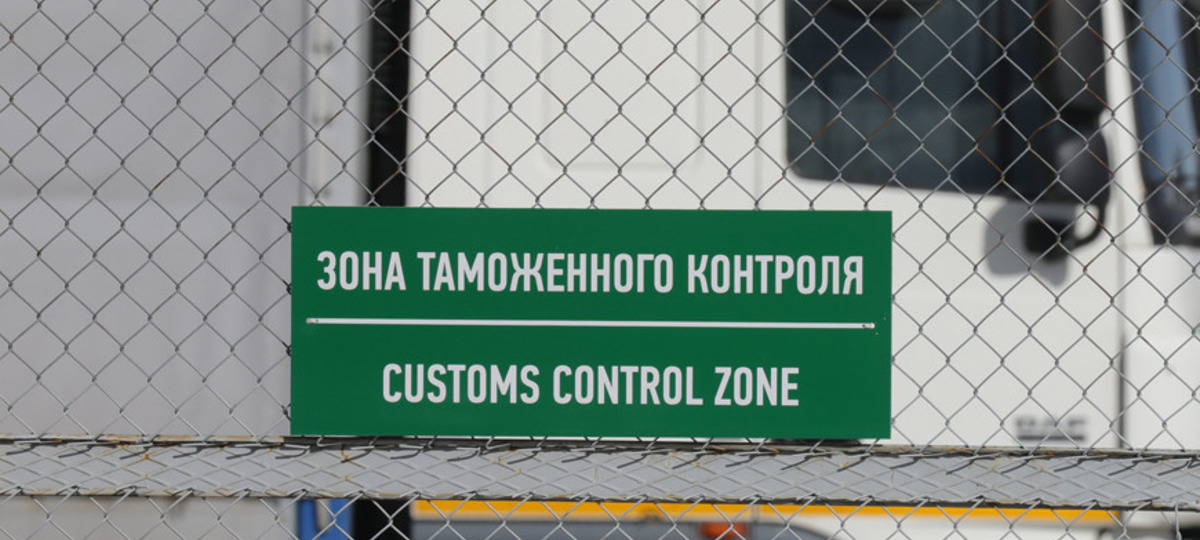 ЗОНА ТАМОЖЕННОГО КОНТРОЛЯ
CUSTOMS CONTROL ZONE